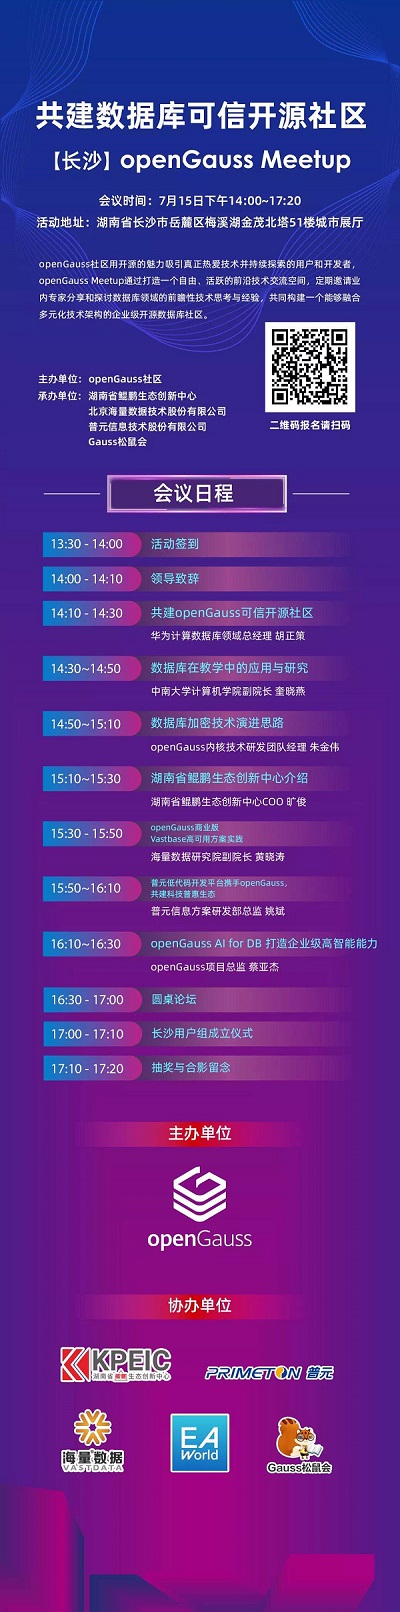 共建数据库可信开源社区
【长沙】openGauss Meetup
会议时间：7月15日下午14:00~17:20
活动地址：湖南省长沙市岳麓区梅溪湖金茂北塔51楼城市展厅
openGauss社区用开源的魅力吸引真正热爱技术并持续探索的用户和开发者，
openGauss Meetup通过打造一个自由、活跃的前沿技术交流空间，定期邀请业
内专家分享和探讨数据库领域的前瞻性技术思考与经验，共同构建一个能够融合
多元化技术架构的企业级开源数据库社区。
主办单位：openGauss社区
承办单位：湖南省鲲鹏生态创新中心
北京海量数据技术股份有限公司
普元信息技术股份有限公司
Gauss松鼠会
二维码报名请扫码
会议日程
13:30 - 14:00 活动签到
14:00 - 14:10 领导致辞
14:10 - 14:30 共建openGauss可信开源社区
华为计算数据库领域总经理 胡正策
14:30~14:50 数据库在教学中的应用与研究
中南大学计算机学院副院长 奎晓燕
14:50~15:10 数据库加密技术演进思路
openGauss内核技术研发团队经理 朱金伟
15:10~15:30 湖南省鲲鹏生态创新中心介绍
湖南省鲲鹏生态创新中心COO 旷俊
15:30 - 15:50 openGauss商业版
Vastbase高可用方案实践
海量数据研究院副院长 黄晓涛
15:50~16:10 普元低代码开发平台携手openGauss，
共建科技普惠生态
普元信息方案研发部总监 姚斌
16:10~16:30 openGauss AI for DB 打造企业级高智能能力
openGauss项目总监 蔡亚杰
16:30 - 17:00 圆桌论坛
17:00 - 17:10 长沙用户组成立仪式
17:10 - 17:20 抽奖与合影留念
主办单位
openGauss
协办单位
KPEIC
湖南省鲲鹏生态创新中心
PRIMETON 普元
海量数据
VASTDATA
EA
World
Gauss松鼠会